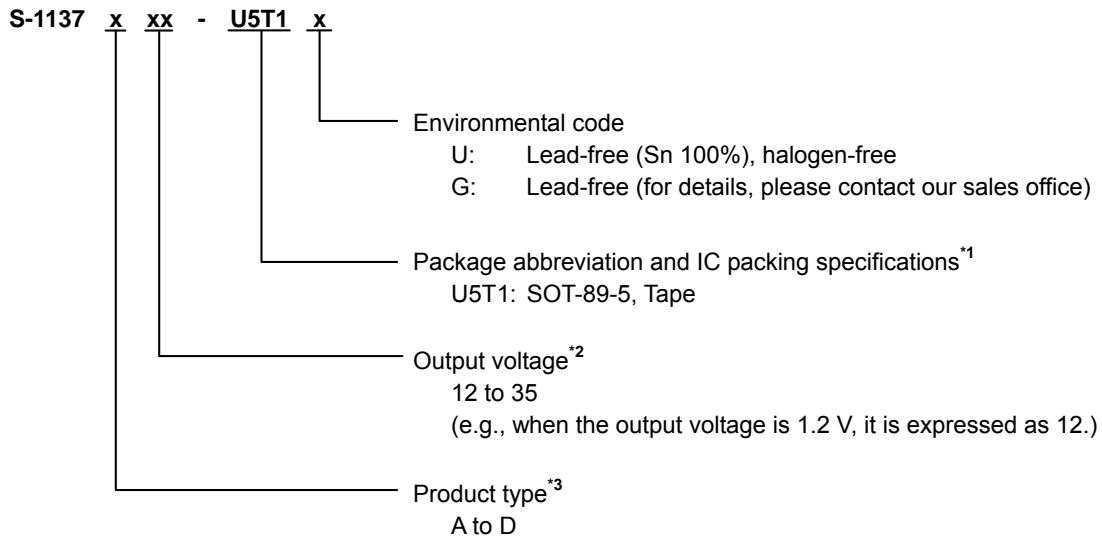 S-1137 x xx - U5T1 x
Environmental code
U: Lead-free (Sn 100%), halogen-free
G: Lead-free (for details, please contact our sales office)
Package abbreviation and IC packing specifications*1
U5T1: SOT-89-5, Tape
Output voltage*2
12 to 35
(e.g., when the output voltage is 1.2 V, it is expressed as 12.)
Product type*3
A to D